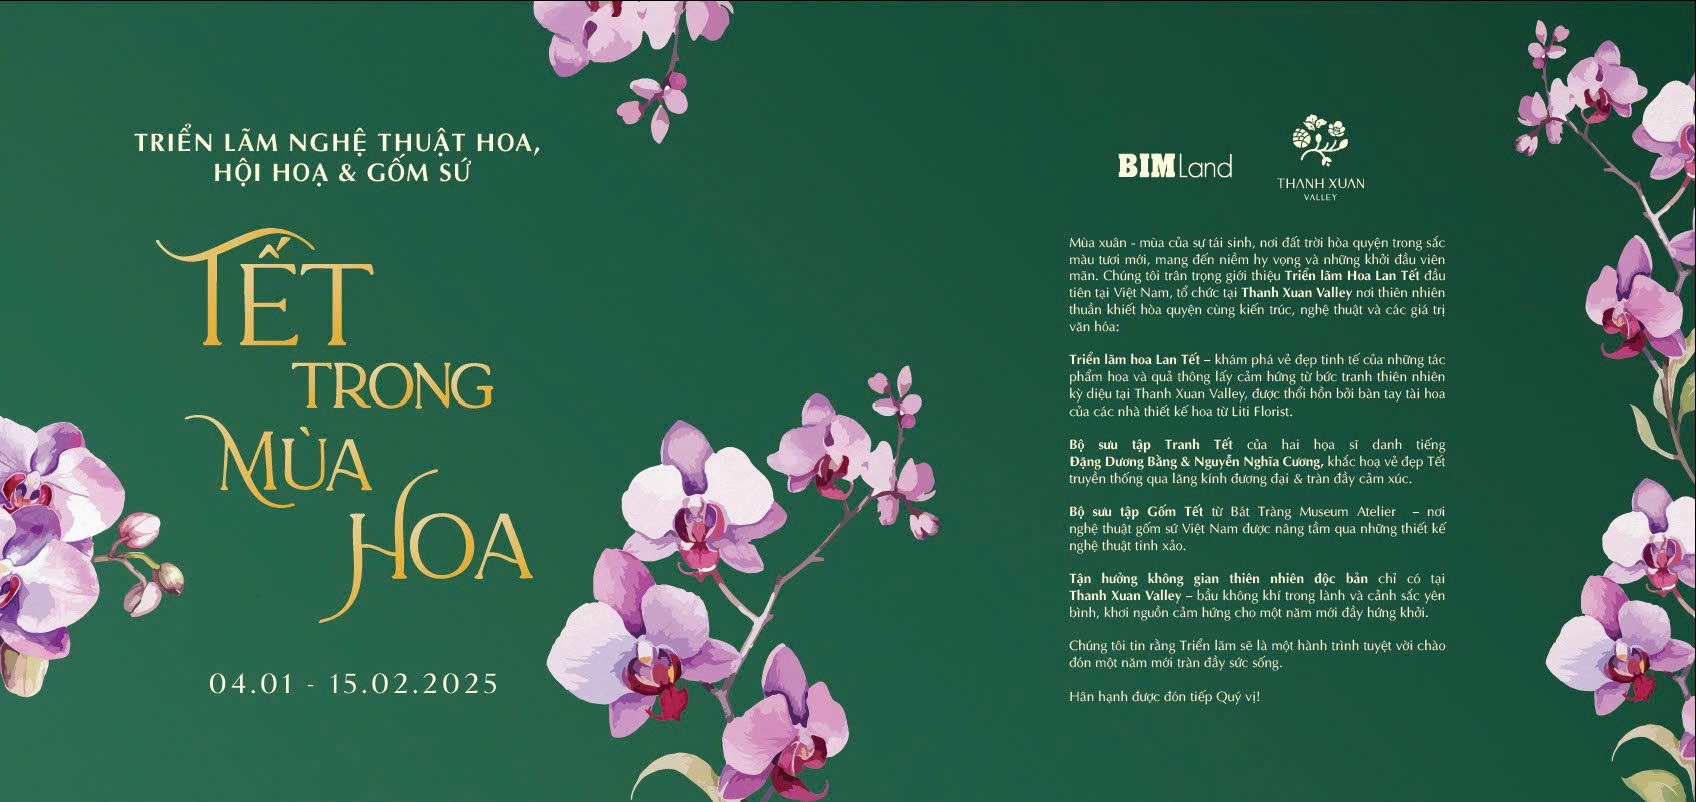 TRIỂN LÃM NGHỆ THUẬT HOA,
HỘI HOẠ & GỐM SỨ
TẾT
TRONG
MÙA
HOA
04.01 - 15.02.2025
BIM Land
THANH XUAN
VALLEY
Mùa xuân - mùa của sự tái sinh, nơi đất trời hòa quyện trong sắc
màu tươi mới, mang đến niềm hy vọng và những khởi đầu viên
mãn. Chúng tôi trân trọng giới thiệu Triển lãm Hoa Lan Tết đầu
tiên tại Việt Nam, tổ chức tại Thanh Xuan Valley nơi thiên nhiên
thuần khiết hòa quyện cùng kiến trúc, nghệ thuật và các giá trị
văn hóa:
Triển lãm hoa Lan Tết – khám phá vẻ đẹp tinh tế của những tác
phẩm hoa và quả thông lấy cảm hứng từ bức tranh thiên nhiên
kỳ diệu tại Thanh Xuan Valley, được thổi hồn bởi bàn tay tài hoa
của các nhà thiết kế hoa từ Liti Florist.
Bộ sưu tập Tranh Tết của hai họa sĩ danh tiếng
Đặng Dương Bằng & Nguyễn Nghĩa Cương, khắc hoạ vẻ đẹp Tết
truyền thống qua lăng kính đương đại & tràn đầy cảm xúc.
Bộ sưu tập Gốm Tết từ Bát Tràng Museum Atelier – nơi
nghệ thuật gốm sứ Việt Nam được nâng tầm qua những thiết kế
nghệ thuật tinh xảo.
Tận hưởng không gian thiên nhiên độc bản chỉ có tại
Thanh Xuan Valley – bầu không khí trong lành và cảnh sắc yên
bình, khơi nguồn cảm hứng cho một năm mới đầy hứng khởi.
Chúng tôi tin rằng Triển lãm sẽ là một hành trình tuyệt vời chào
đón một năm mới tràn đầy sức sống.
Hân hạnh được đón tiếp Quý vị!